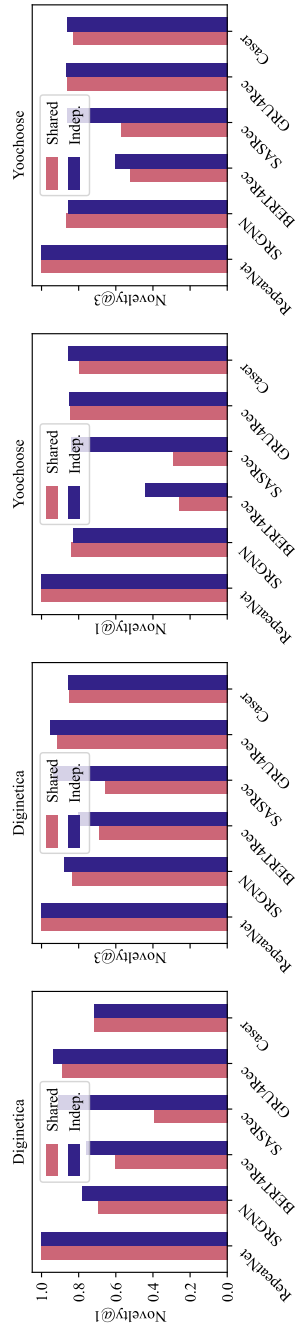 Diginetica
Novelty@1
1.0
0.8
0.6
0.4
0.2
0.0
Shared
Indep.
RepeatNet
SRGNN
BERT4Rec
SASRec
GRU4Rec
Caser
Diginetica
Novelty@3
Shared
Indep.
RepeatNet
SRGNN
BERT4Rec
SASRec
GRU4Rec
Caser
Yoochoose
Novelty@1
Shared
Indep.
RepeatNet
SRGNN
BERT4Rec
SASRec
GRU4Rec
Caser
Yoochoose
Novelty@3
Shared
Indep.
RepeatNet
SRGNN
BERT4Rec
SASRec
GRU4Rec
Caser